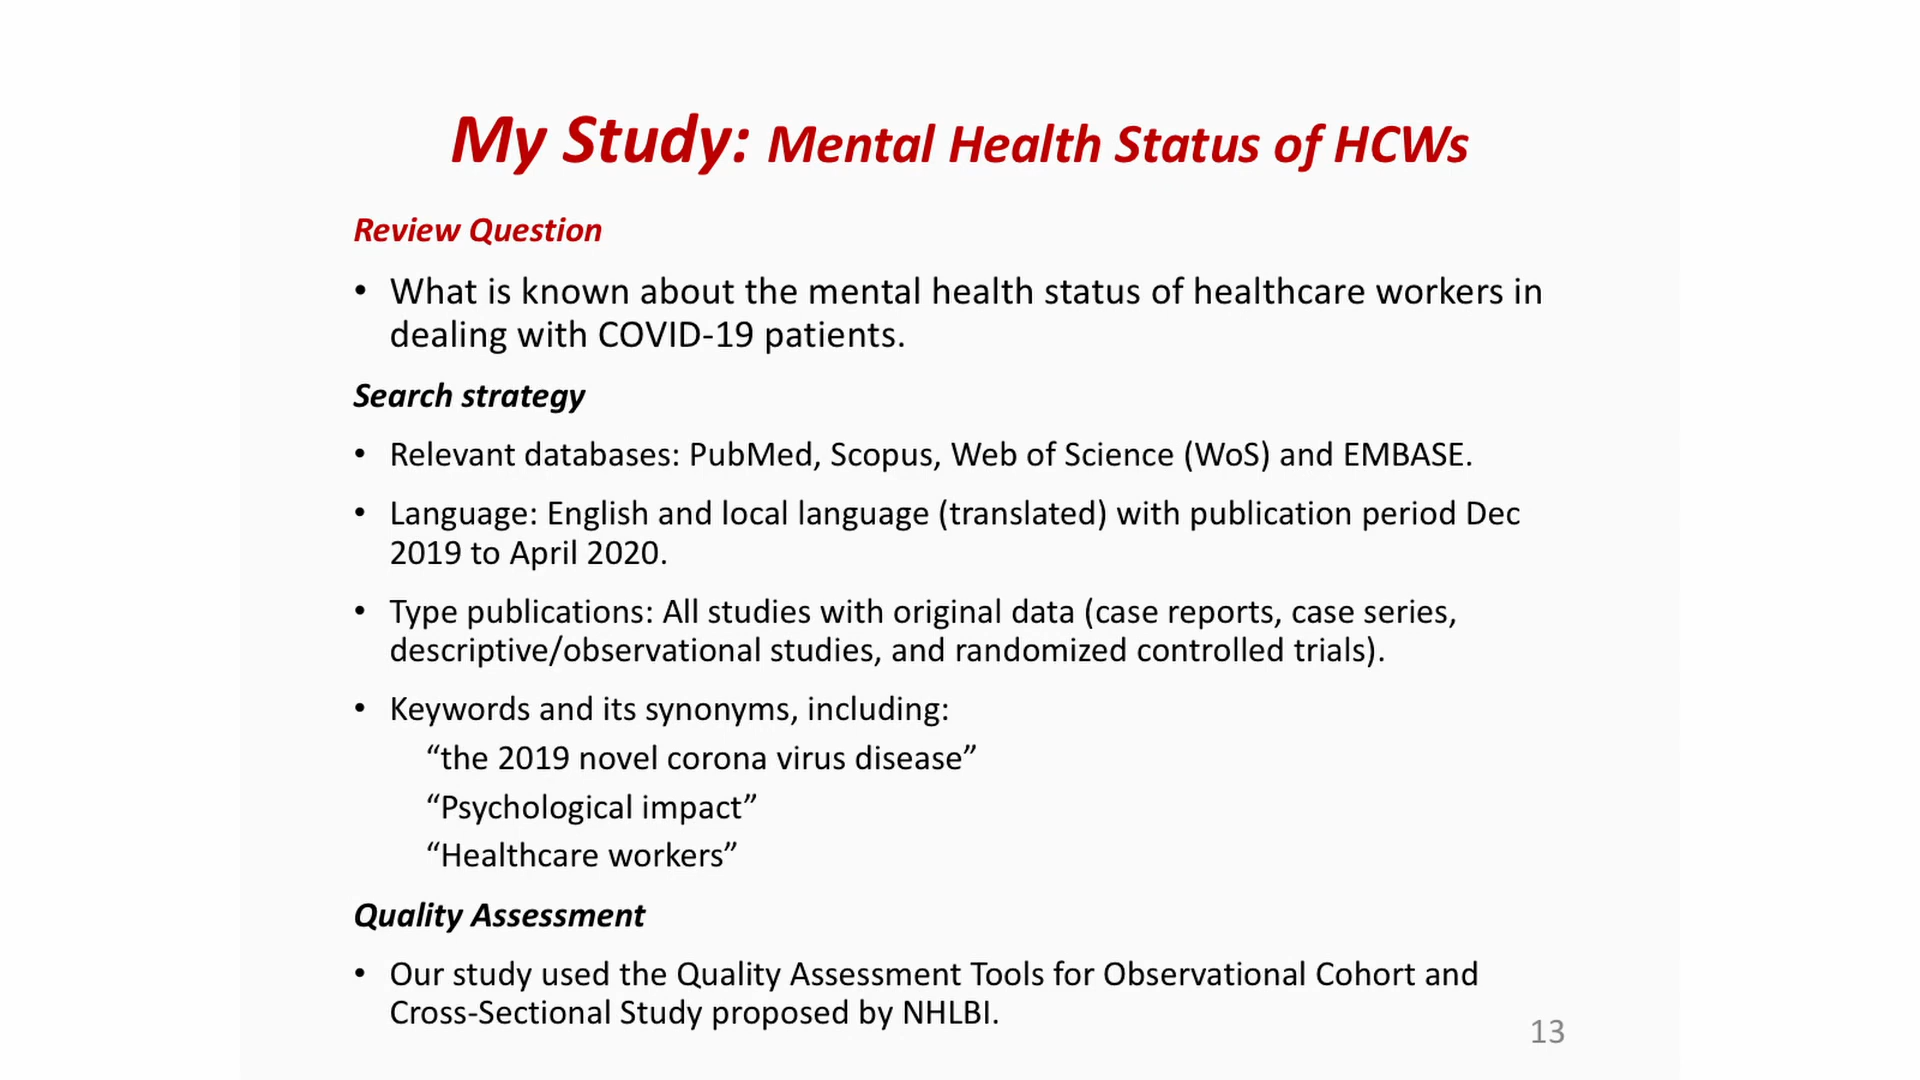 My Study: Mental Health Status of HCWs
Review Question
• What is known about the mental health status of healthcare workers in
dealing with COVID-19 patients.
Search strategy
• Relevant databases: PubMed, Scopus, Web of Science (WoS) and EMBASE.
• Language: English and local language (translated) with publication period Dec
2019 to April 2020.
• Type publications: All studies with original data (case reports, case series,
descriptive/observational studies, and randomized controlled trials).
• Keywords and its synonyms, including:
“the 2019 novel corona virus disease”
“Psychological impact”
“Healthcare workers”
Quality Assessment
• Our study used the Quality Assessment Tools for Observational Cohort and
Cross-Sectional Study proposed by NHLBI.
13